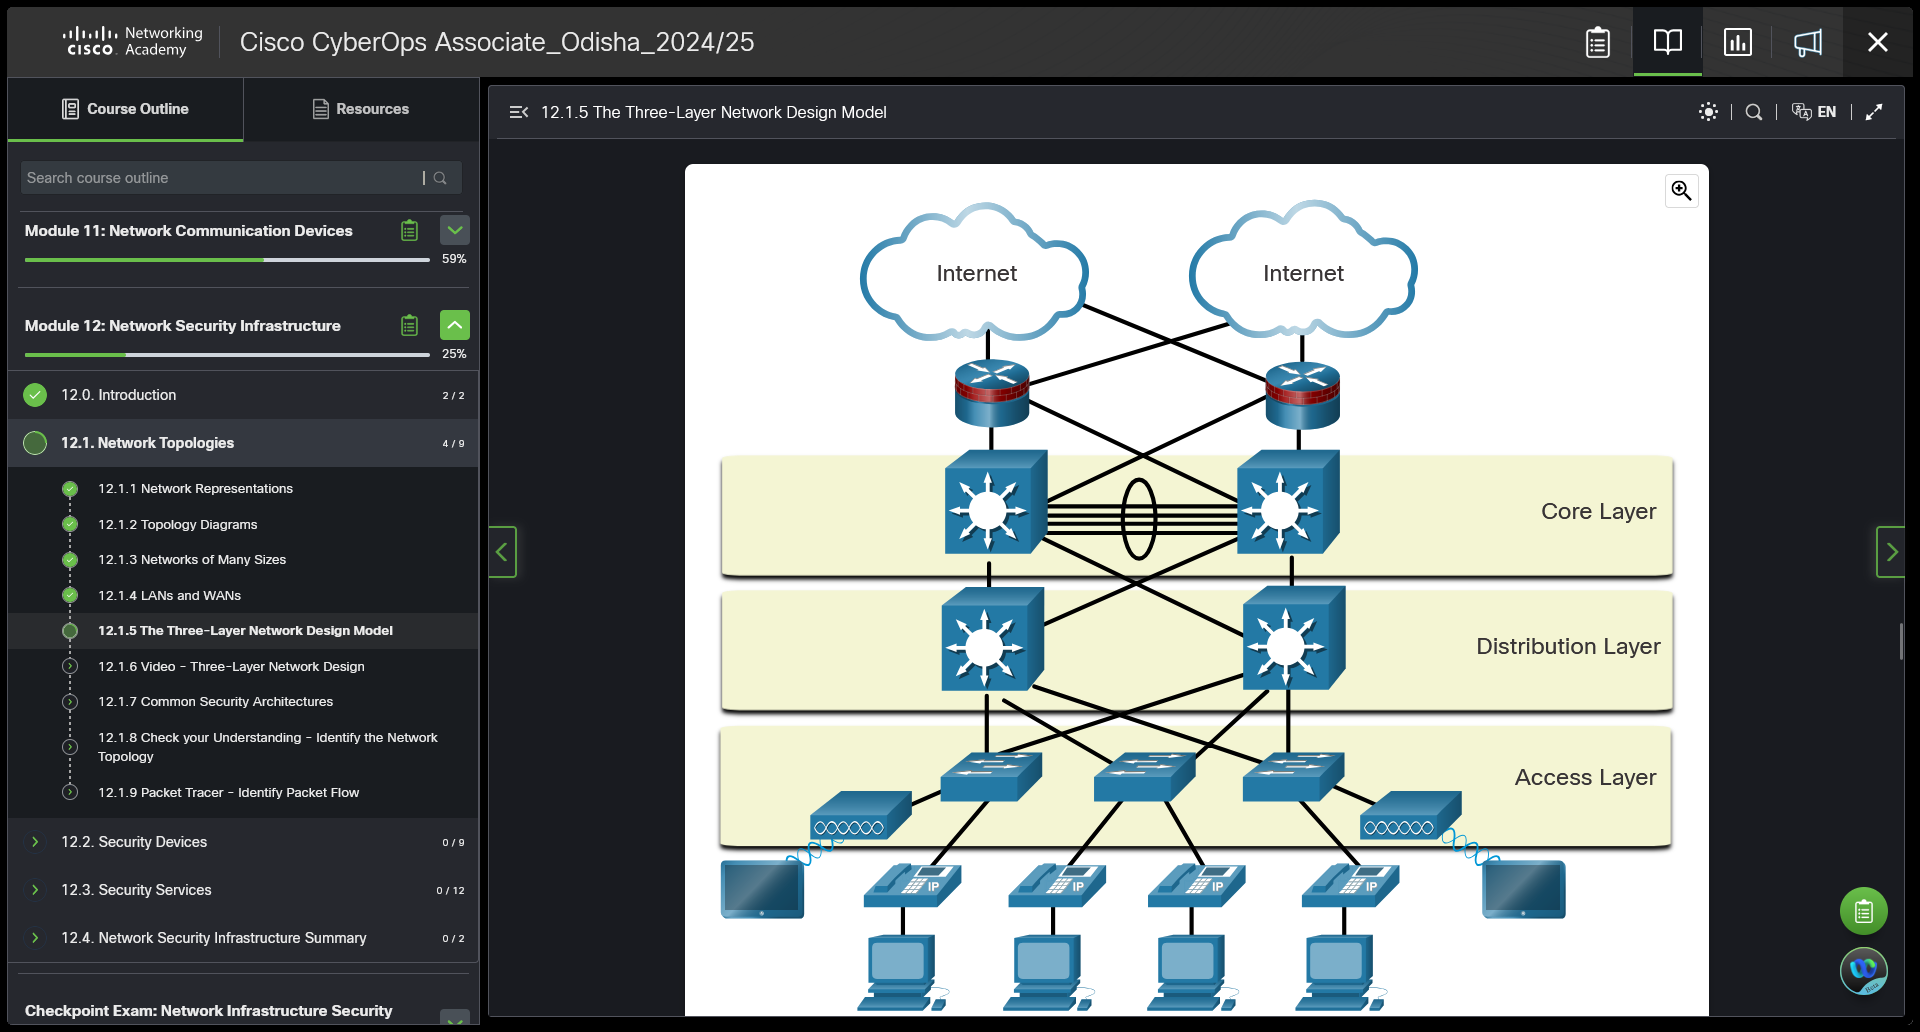 Networking
CISCO Academy
Cisco CyberOps Associate_Odisha_2024/25
Course Outline
Resources
Search course outline
Module 11: Network Communication Devices
59%
Module 12: Network Security Infrastructure
25%
12.0. Introduction
2 / 2
12.1. Network Topologies
4 / 9
12.1.1 Network Representations
12.1.2 Topology Diagrams
12.1.3 Networks of Many Sizes
12.1.4 LANs and WANs
12.1.5 The Three-Layer Network Design Model
12.1.6 Video - Three-Layer Network Design
12.1.7 Common Security Architectures
12.1.8 Check your Understanding - Identify the Network
Topology
12.1.9 Packet Tracer - Identify Packet Flow
12.2. Security Devices
0 / 9
12.3. Security Services
0 / 12
12.4. Network Security Infrastructure Summary
0 / 2
Checkpoint Exam: Network Infrastructure Security
12.1.5 The Three-Layer Network Design Model
EN
Internet
Internet
Core Layer
Distribution Layer
Access Layer
IP
IP
IP
IP
Beta